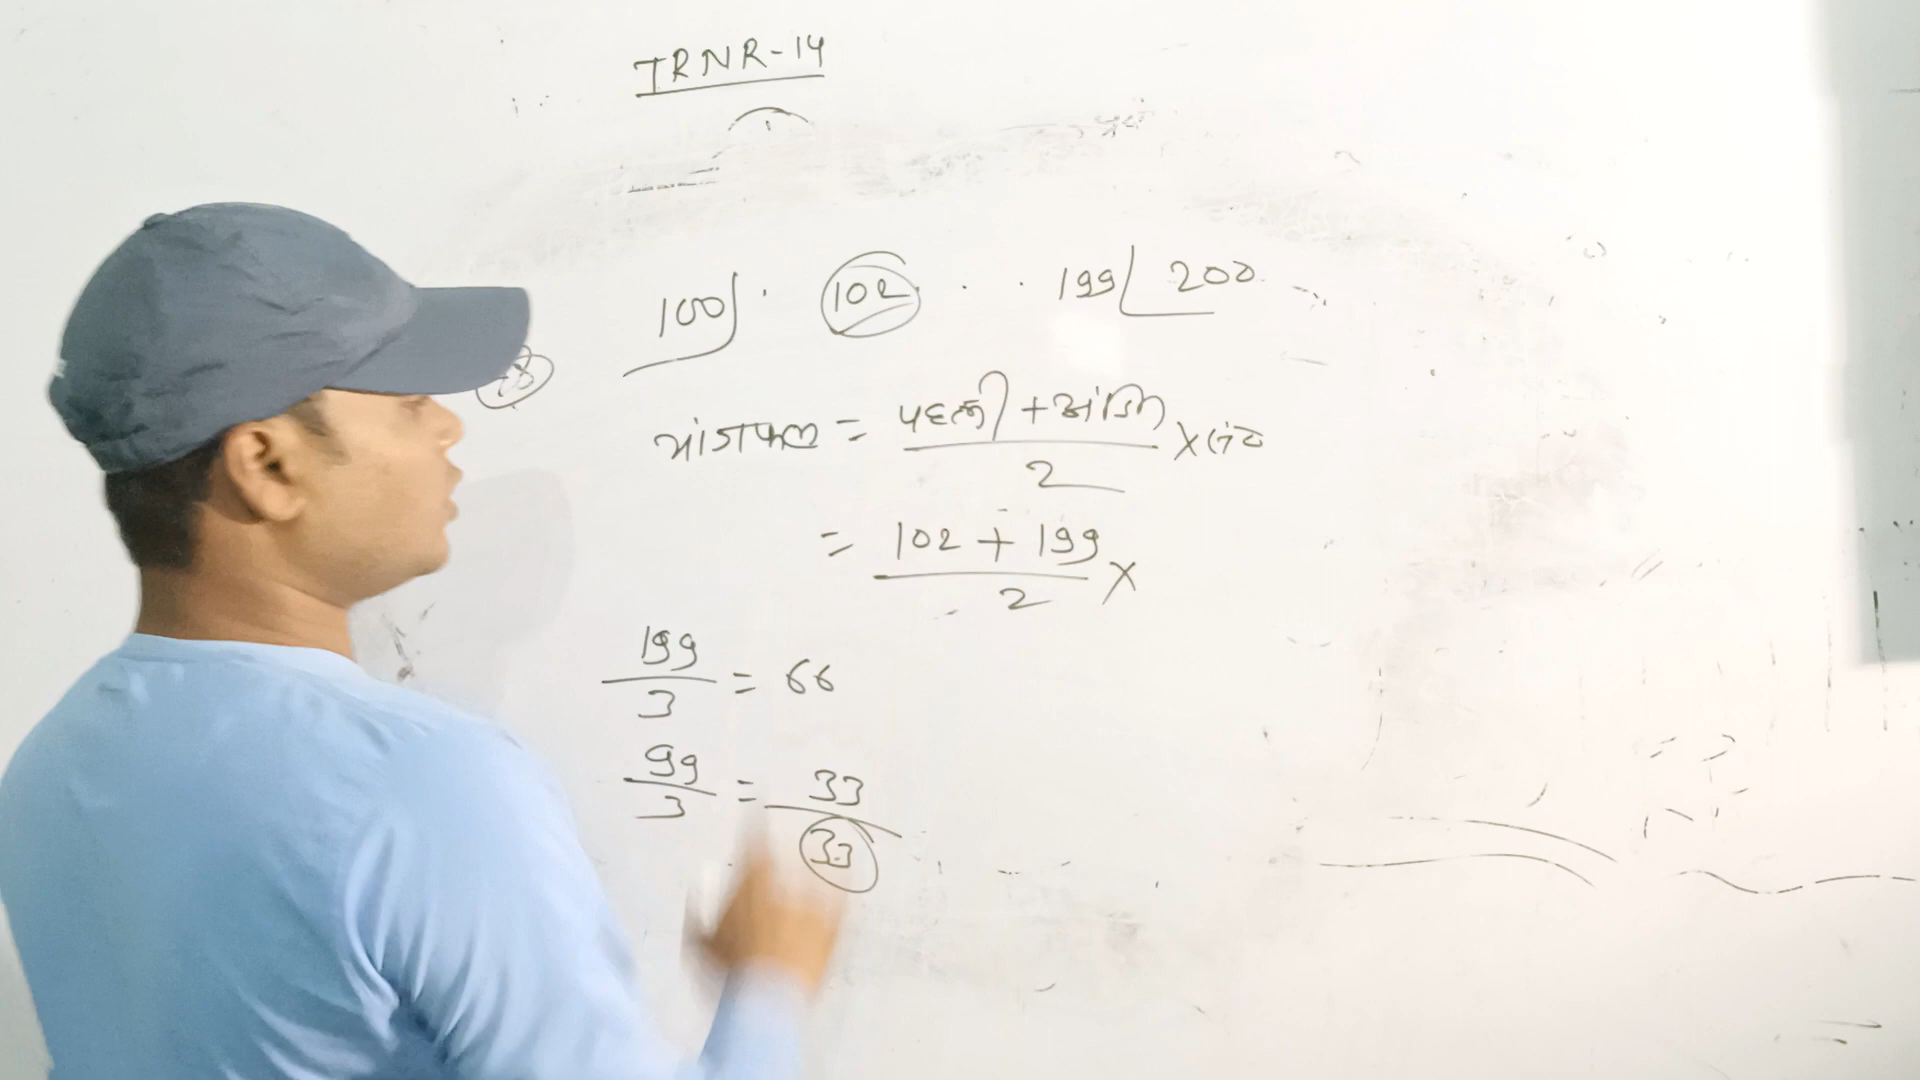 TRNR-14
100 . 102 . . 199 200
28
योगफल = पहली + अंतिम / 2 × पद
= 102 + 199 / 2 ×
199 / 3 = 66
99 / 3 = 33
33